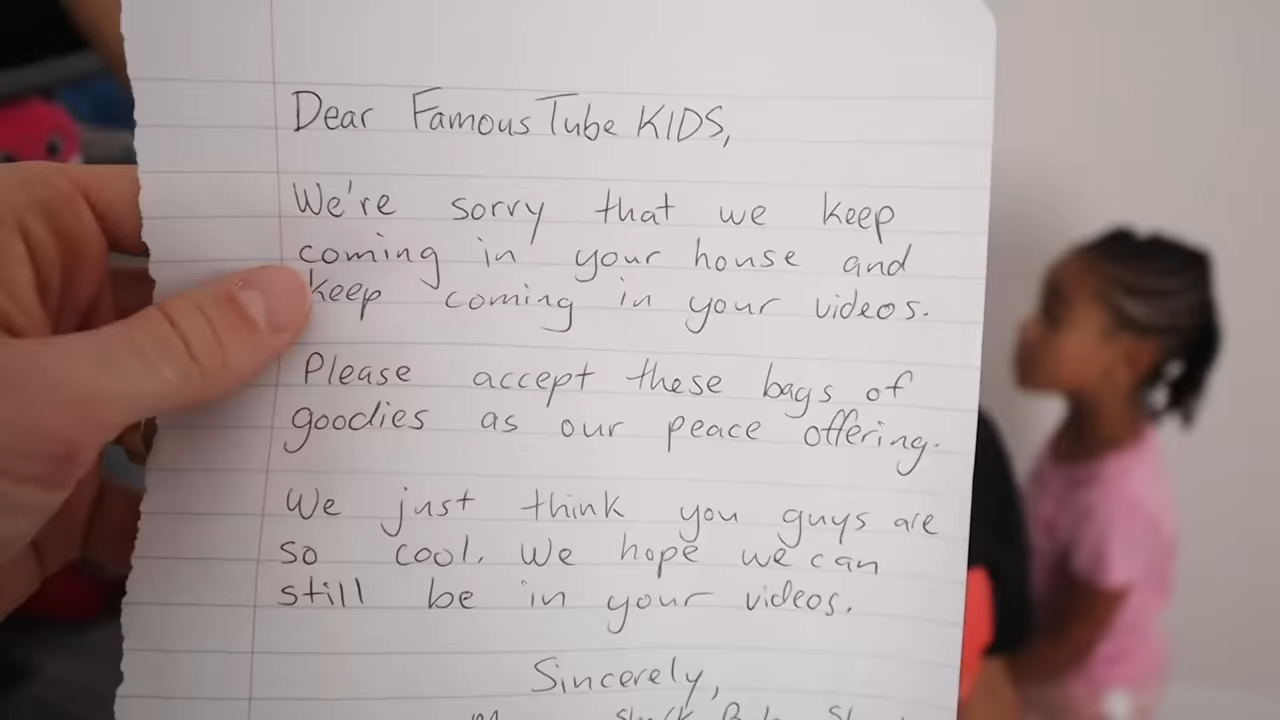 Dear Famous Tube KIDS,
We're sorry that we keep
coming in your house and
keep coming in your videos.
Please accept these bags of
goodies as our peace offering.
We just think you guys are
so cool. We hope we can
still be in your videos.
Sincerely,